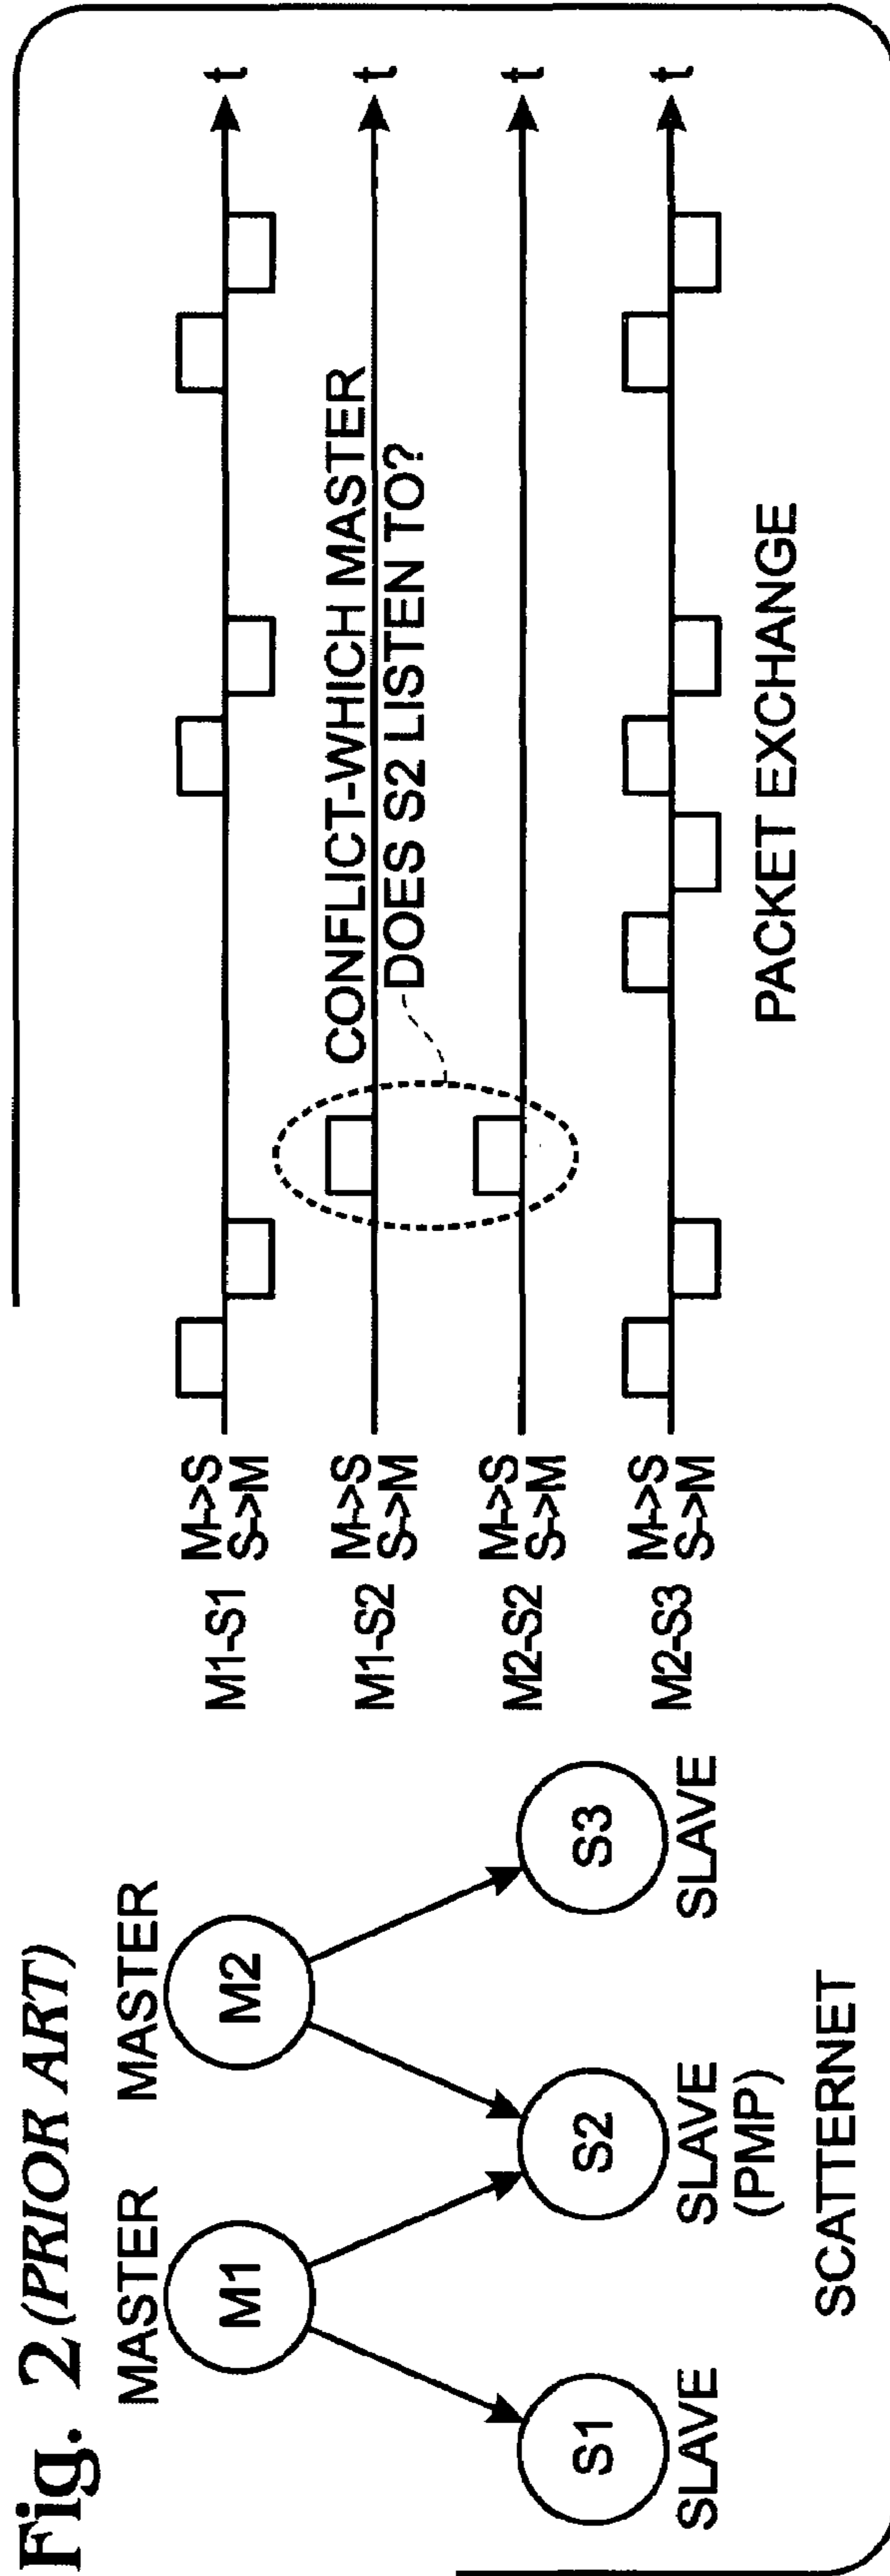 Fig. 2 (PRIOR ART)
MASTER
MASTER
M1
M2
S1
S2
S3
SLAVE
SLAVE
(PMP)
SLAVE
SCATTERNET
M1-S1
M->S
S->M
t
M1-S2
M->S
S->M
t
CONFLICT-WHICH MASTER
DOES S2 LISTEN TO?
M2-S2
M->S
S->M
t
M2-S3
M->S
S->M
t
PACKET EXCHANGE